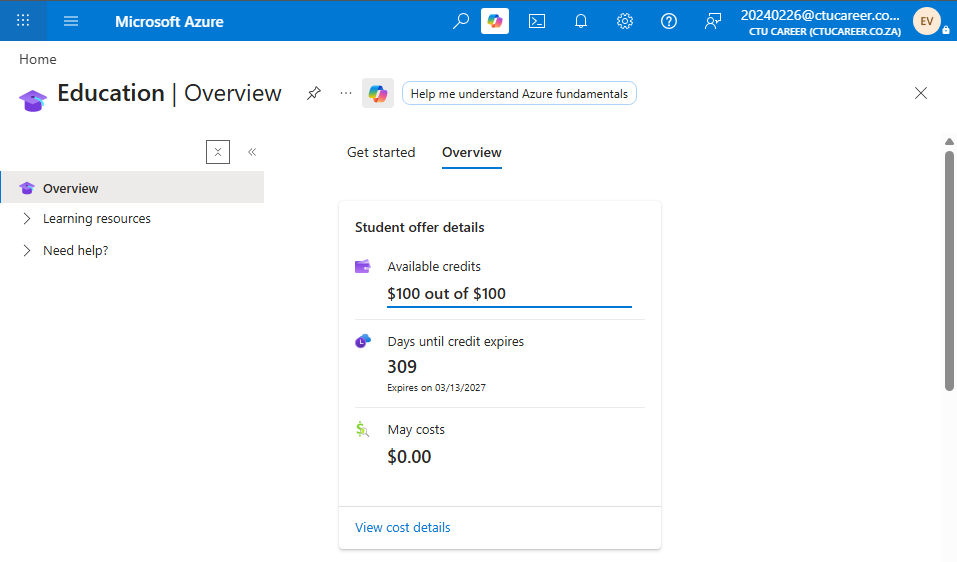 Microsoft Azure
20240226@ctucareer.co...
CTU CAREER (CTUCAREER.CO.ZA)
EV
Home
Education | Overview
Help me understand Azure fundamentals
Get started
Overview
Overview
Learning resources
Need help?
Student offer details
Available credits
$100 out of $100
Days until credit expires
309
Expires on 03/13/2027
May costs
$0.00
View cost details